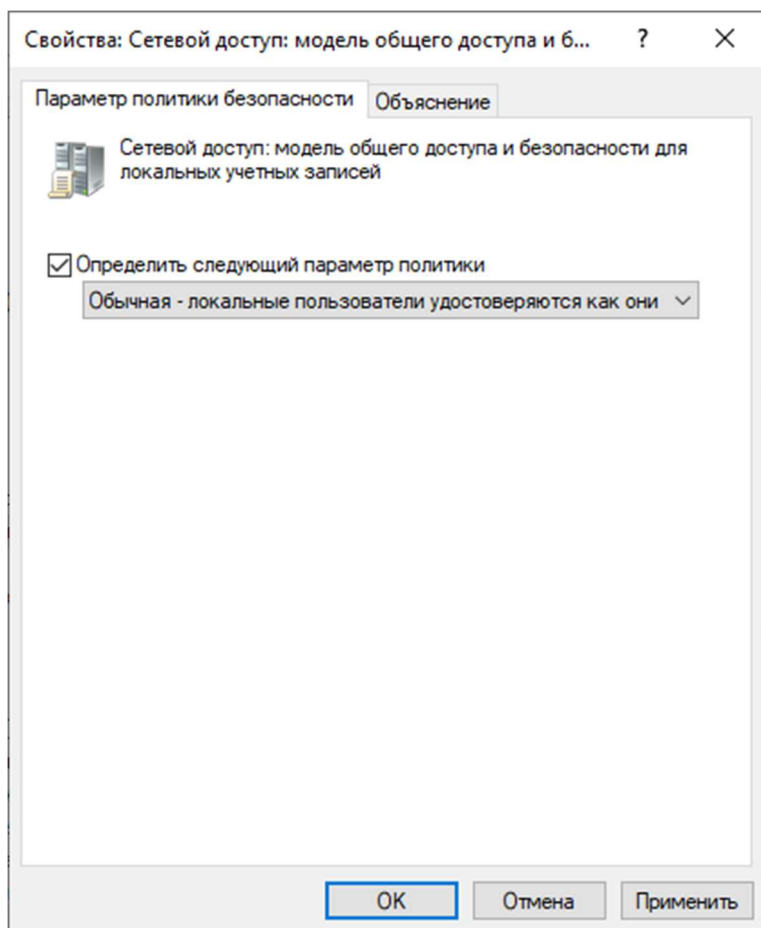 Свойства: Сетевой доступ: модель общего доступа и б...
?
Параметр политики безопасности
Объяснение
Сетевой доступ: модель общего доступа и безопасности для
локальных учетных записей
Определить следующий параметр политики
Обычная - локальные пользователи удостоверяются как они
OK
Отмена
Применить